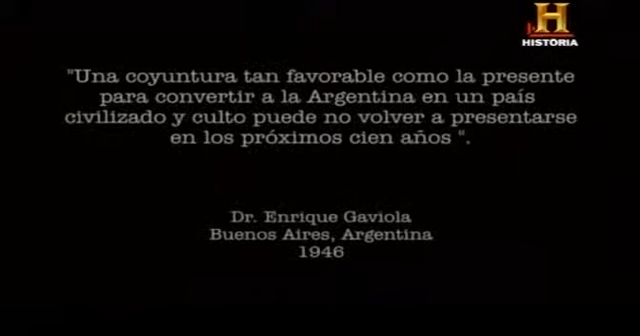 H
HISTORIA
"Una coyuntura tan favorable como la presente
para convertir a la Argentina en un país
civilizado y culto puede no volver a presentarse
en los próximos cien años ".
Dr. Enrique Gaviola
Buenos Aires, Argentina
1946